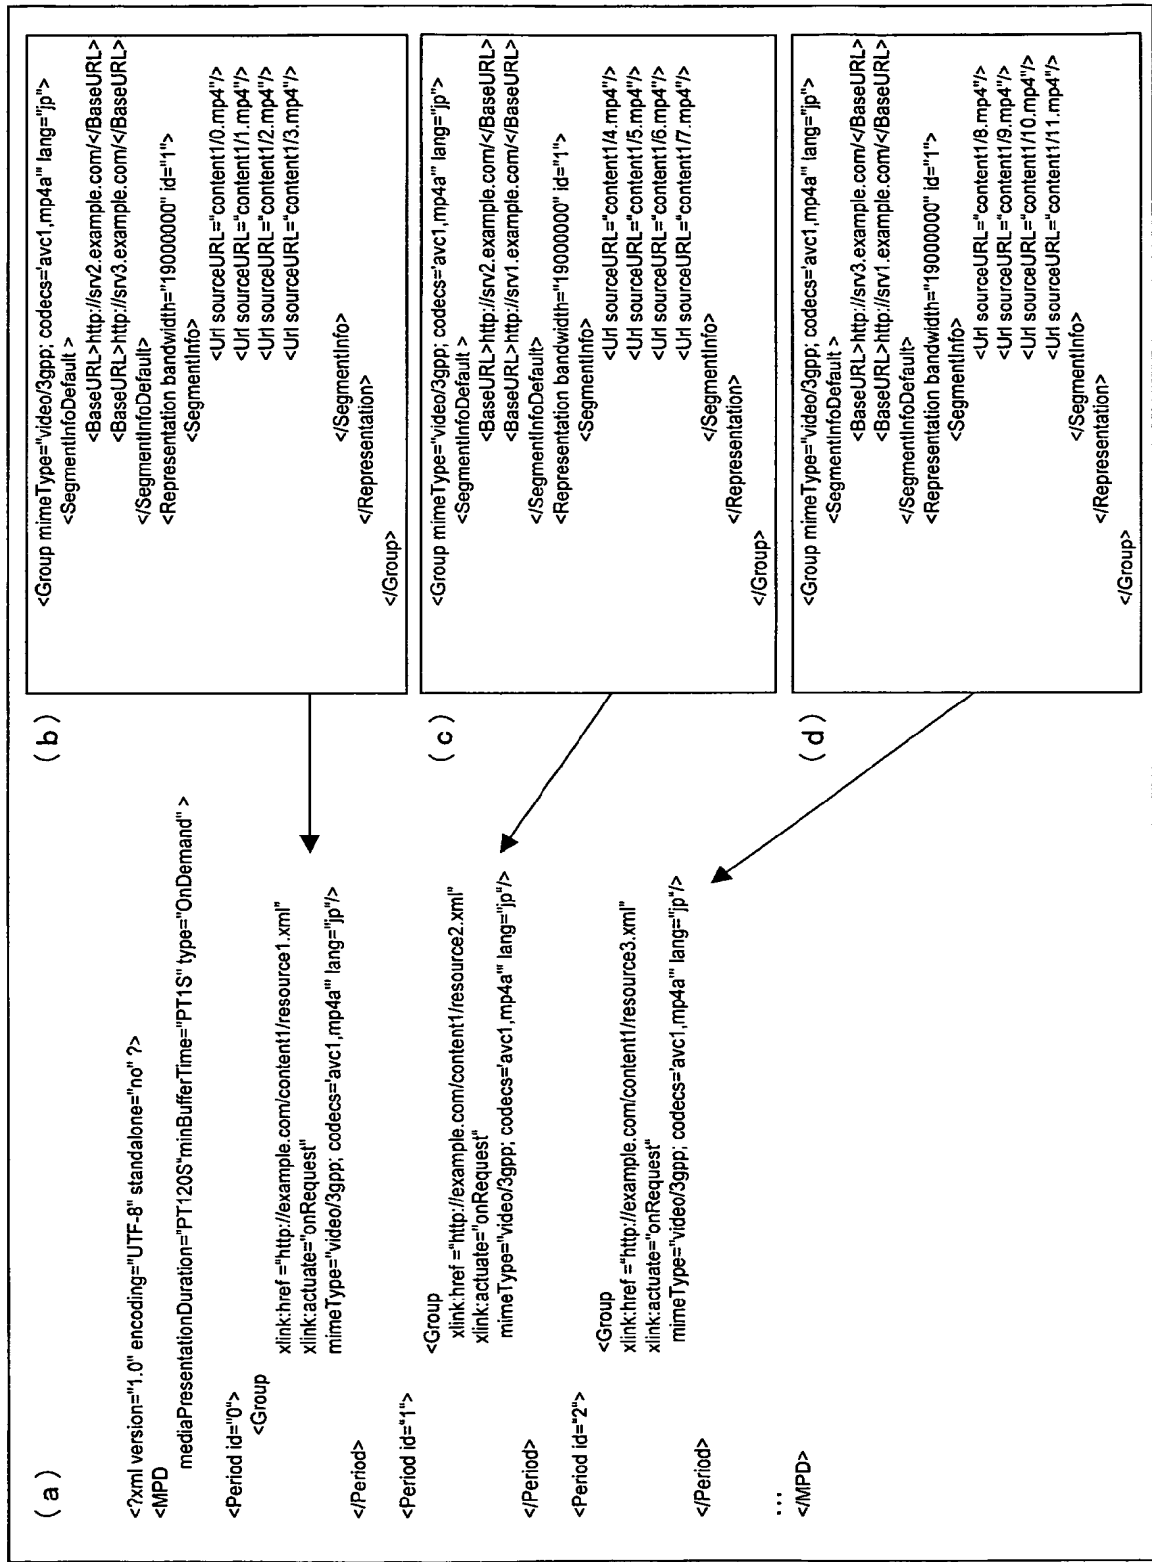 (a)
<?xml version="1.0" encoding="UTF-8" standalone="no" ?>
<MPD
mediaPresentationDuration="PT120S"minBufferTime="PT1S" type="OnDemand" >
<Period id="0">
<Group
xlink:href ="http://example.com/content1/resource1.xml"
xlink:actuate="onRequest"
mimeType="video/3gpp; codecs='avc1,mp4a'" lang="jp"/>
</Period>
<Period id="1">
<Group
xlink:href ="http://example.com/content1/resource2.xml"
xlink:actuate="onRequest"
mimeType="video/3gpp; codecs='avc1,mp4a'" lang="jp"/>
</Period>
<Period id="2">
<Group
xlink:href ="http://example.com/content1/resource3.xml"
xlink:actuate="onRequest"
mimeType="video/3gpp; codecs='avc1,mp4a'" lang="jp"/>
</Period>
...
</MPD>
(b)
<Group mimeType="video/3gpp; codecs='avc1,mp4a'" lang="jp">
<SegmentInfoDefault >
<BaseURL>http://srv2.example.com/</BaseURL>
<BaseURL>http://srv3.example.com/</BaseURL>
</SegmentInfoDefault>
<Representation bandwidth="19000000" id="1">
<SegmentInfo>
<Url sourceURL="content1/0.mp4"/>
<Url sourceURL="content1/1.mp4"/>
<Url sourceURL="content1/2.mp4"/>
<Url sourceURL="content1/3.mp4"/>
</SegmentInfo>
</Representation>
</Group>
(c)
<Group mimeType="video/3gpp; codecs='avc1,mp4a'" lang="jp">
<SegmentInfoDefault >
<BaseURL>http://srv2.example.com/</BaseURL>
<BaseURL>http://srv1.example.com/</BaseURL>
</SegmentInfoDefault>
<Representation bandwidth="19000000" id="1">
<SegmentInfo>
<Url sourceURL="content1/4.mp4"/>
<Url sourceURL="content1/5.mp4"/>
<Url sourceURL="content1/6.mp4"/>
<Url sourceURL="content1/7.mp4"/>
</SegmentInfo>
</Representation>
</Group>
(d)
<Group mimeType="video/3gpp; codecs='avc1,mp4a'" lang="jp">
<SegmentInfoDefault >
<BaseURL>http://srv3.example.com/</BaseURL>
<BaseURL>http://srv1.example.com/</BaseURL>
</SegmentInfoDefault>
<Representation bandwidth="19000000" id="1">
<SegmentInfo>
<Url sourceURL="content1/8.mp4"/>
<Url sourceURL="content1/9.mp4"/>
<Url sourceURL="content1/10.mp4"/>
<Url sourceURL="content1/11.mp4"/>
</SegmentInfo>
</Representation>
</Group>